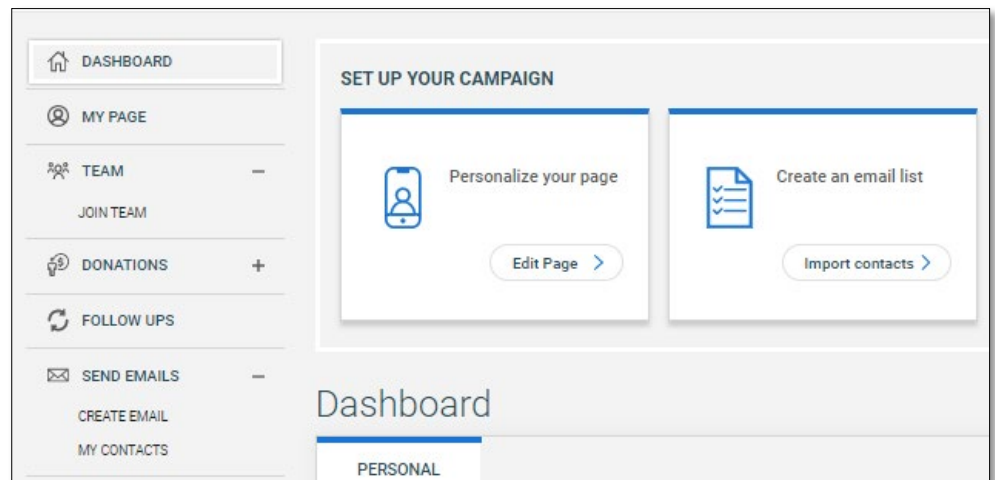 DASHBOARD
MY PAGE
TEAM
JOIN TEAM
DONATIONS
FOLLOW UPS
SEND EMAILS
CREATE EMAIL
MY CONTACTS
SET UP YOUR CAMPAIGN
Personalize your page
Edit Page
Create an email list
Import contacts
Dashboard
PERSONAL